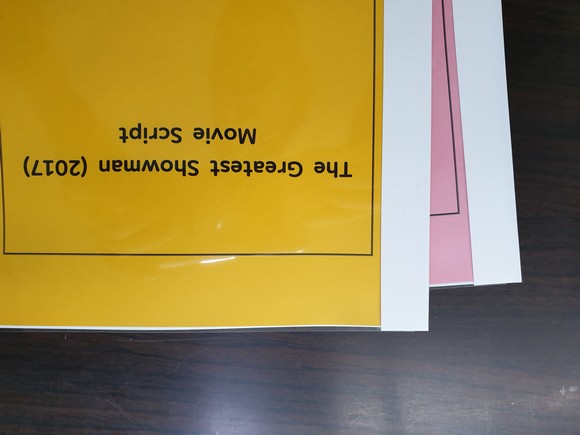 The Greatest Showman (2017)
Movie Script